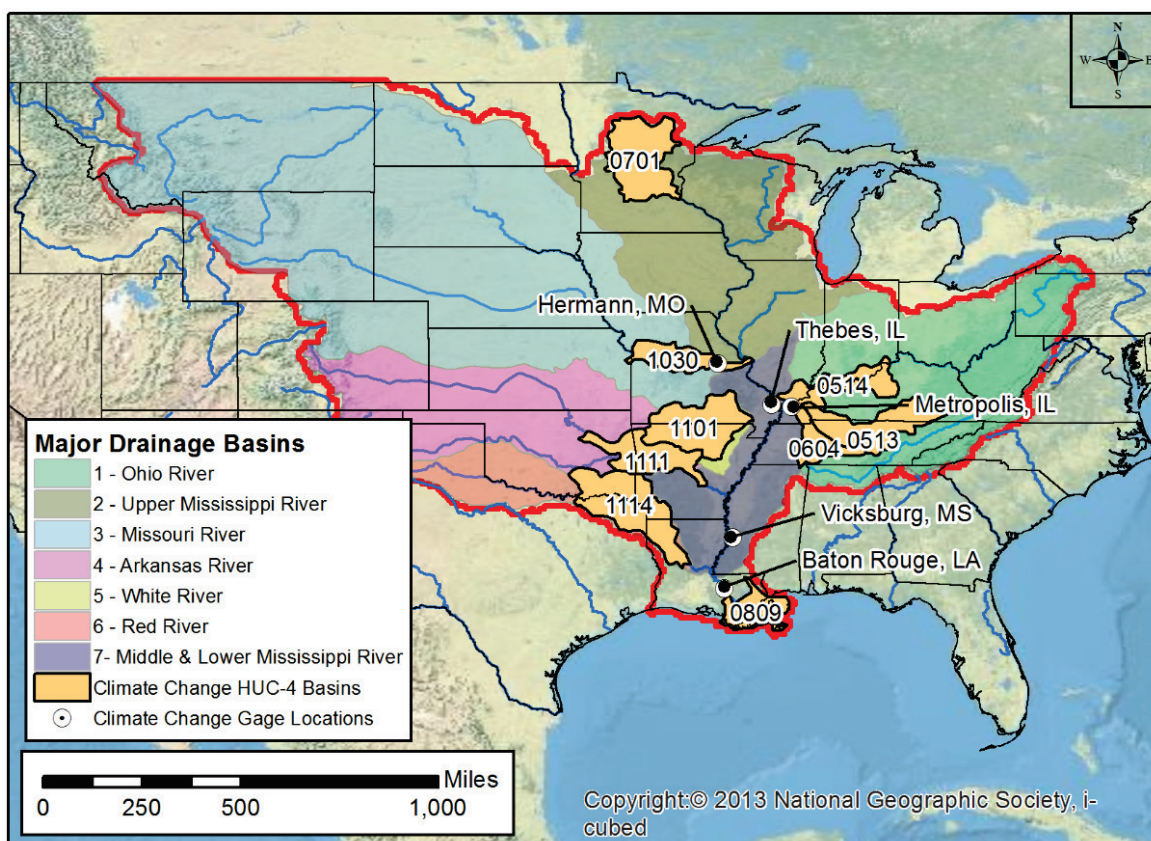 N
W E
S
0701
Hermann, MO
Thebes, IL
1030
0514
Metropolis, IL
1101
0604
0513
1111
1114
Vicksburg, MS
Baton Rouge, LA
0809
Major Drainage Basins
1 - Ohio River
2 - Upper Mississippi River
3 - Missouri River
4 - Arkansas River
5 - White River
6 - Red River
7- Middle & Lower Mississippi River
Climate Change HUC-4 Basins
Climate Change Gage Locations
Miles
0 250 500 1,000
Copyright:© 2013 National Geographic Society, i-
cubed